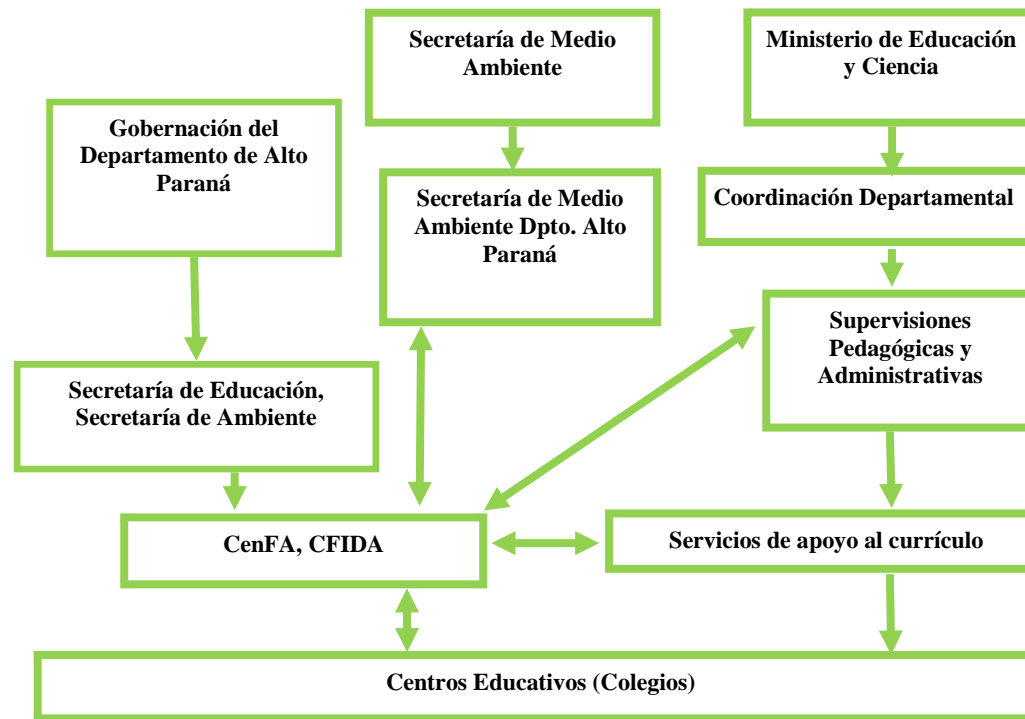 Secretaría de Medio
Ambiente
Ministerio de Educación
y Ciencia
Gobernación del
Departamento de Alto
Paraná
Secretaría de Medio
Ambiente Dpto. Alto
Paraná
Coordinación Departamental
Supervisiones
Pedagógicas y
Administrativas
Secretaría de Educación,
Secretaría de Ambiente
CenFA, CFIDA
Servicios de apoyo al currículo
Centros Educativos (Colegios)